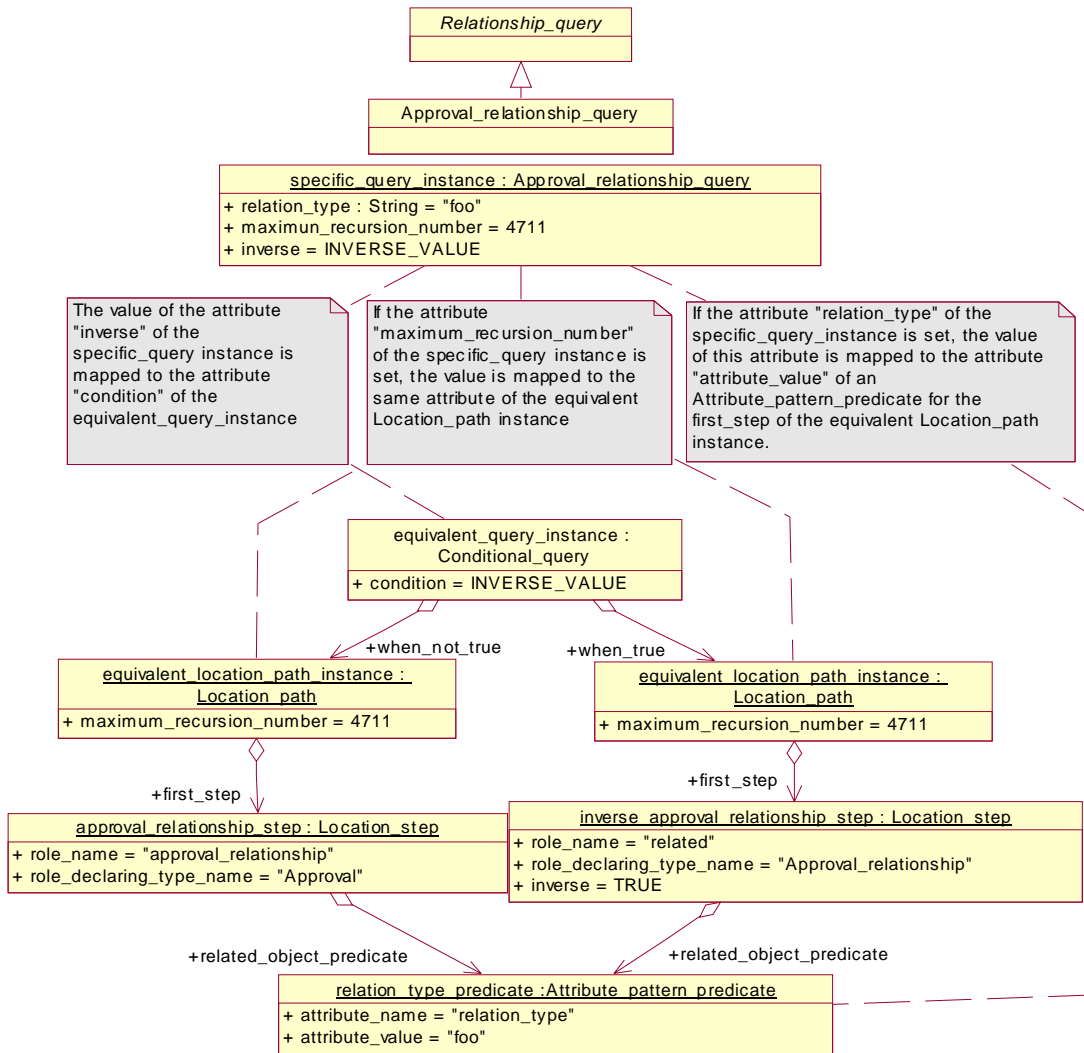 Relationship_query
Approval_relationship_query
specific_query_instance : Approval_relationship_query
+ relation_type : String = "foo"
+ maximun_recursion_number = 4711
+ inverse = INVERSE_VALUE
The value of the attribute
"inverse" of the
specific_query instance is
mapped to the attribute
"condition" of the
equivalent_query_instance
If the attribute
"maximum_recursion_number"
of the specific_query instance is
set, the value is mapped to the
same attribute of the equivalent
Location_path instance
If the attribute "relation_type" of the
specific_query_instance is set, the value
of this attribute is mapped to the attribute
"attribute_value" of an
Attribute_pattern_predicate for the
first_step of the equivalent Location_path
instance.
equivalent_query_instance :
Conditional_query
+ condition = INVERSE_VALUE
+when_not_true
+when_true
equivalent_location_path_instance :
Location_path
+ maximum_recursion_number = 4711
equivalent_location_path_instance :
Location_path
+ maximum_recursion_number = 4711
+first_step
+first_step
approval_relationship_step : Location_step
+ role_name = "approval_relationship"
+ role_declaring_type_name = "Approval"
inverse_approval_relationship_step : Location_step
+ role_name = "related"
+ role_declaring_type_name = "Approval_relationship"
+ inverse = TRUE
+related_object_predicate
+related_object_predicate
relation_type_predicate :Attribute_pattern_predicate
+ attribute_name = "relation_type"
+ attribute_value = "foo"